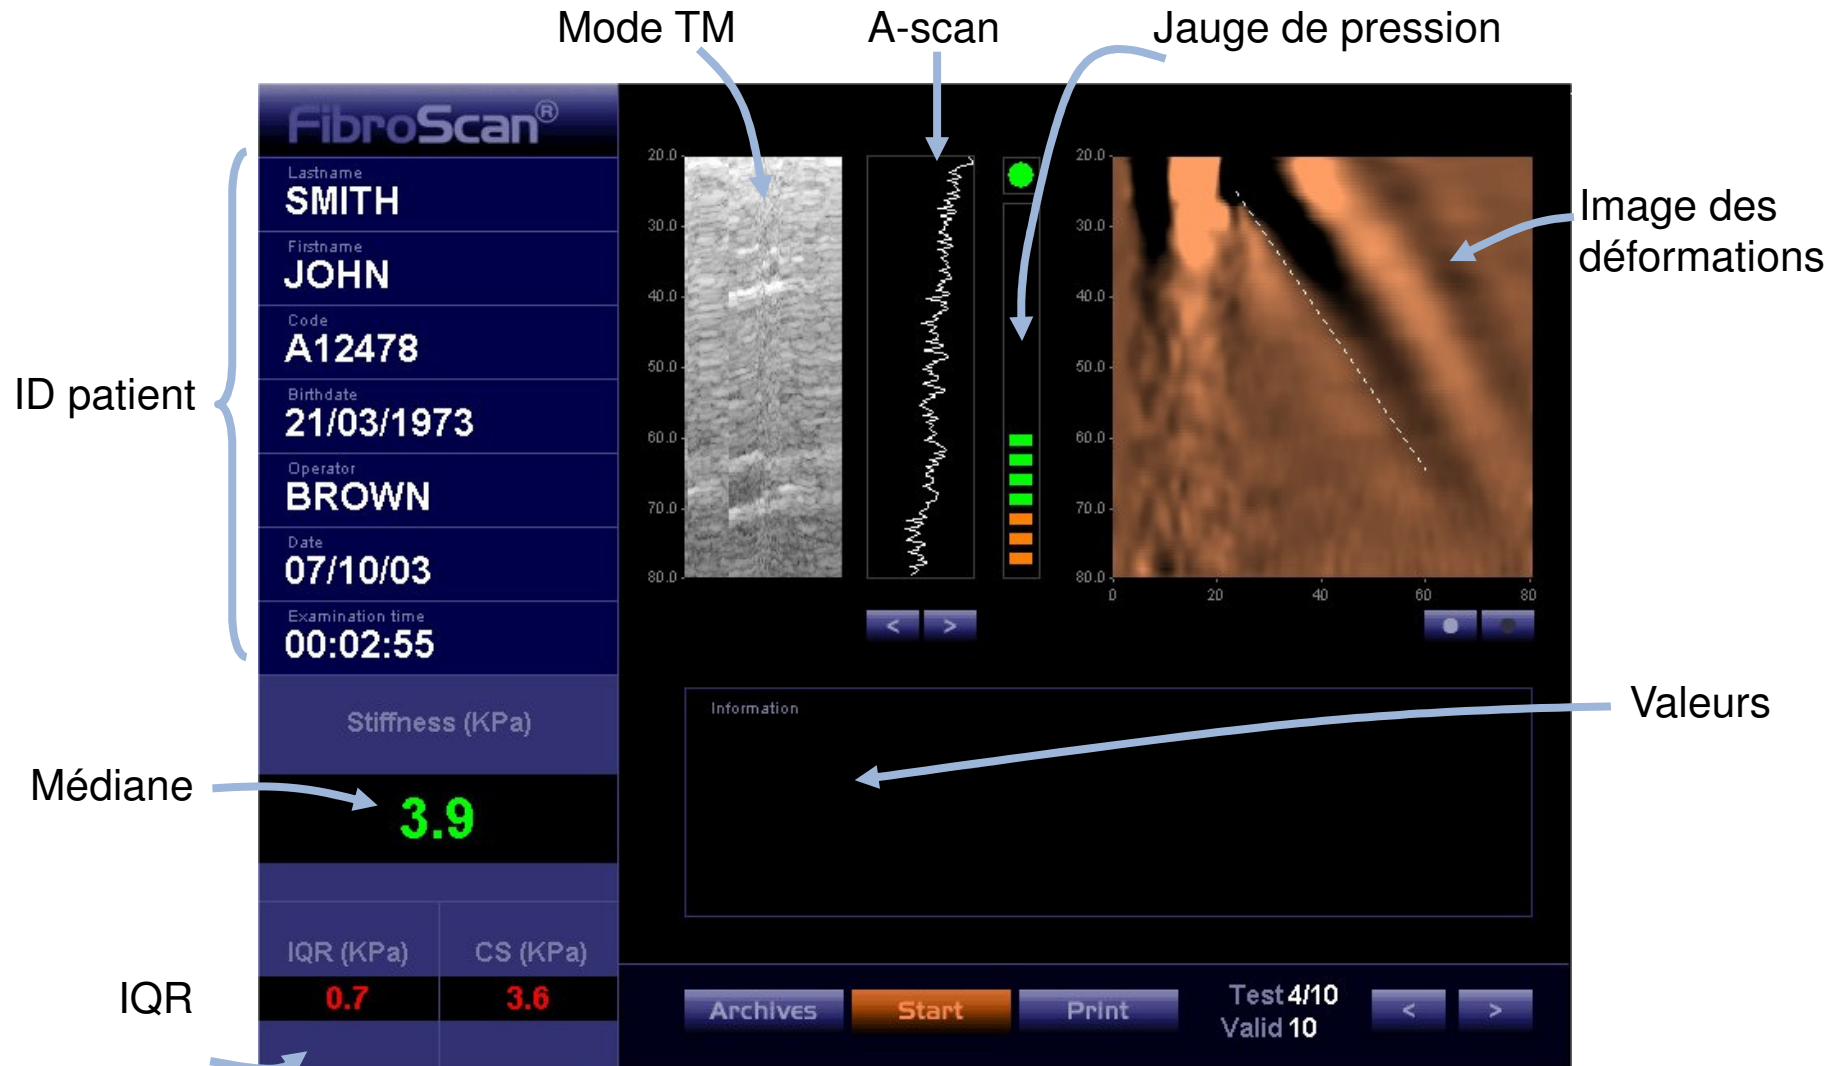 Mode TM
A-scan
Jauge de pression
FibroScan®
Lastname
SMITH
Firstname
JOHN
Code
A12478
Birthdate
21/03/1973
Operator
BROWN
Date
07/10/03
Examination time
00:02:55
ID patient
Stiffness (KPa)
Médiane
3.9
IQR (KPa)
CS (KPa)
IQR
0.7
3.6
20.0
30.0
40.0
50.0
60.0
70.0
80.0
< >
20.0
30.0
40.0
50.0
60.0
70.0
80.0
0 20 40 60 80
Image des
déformations
Information
Valeurs
Archives
Start
Print
Test 4/10
Valid 10
< >